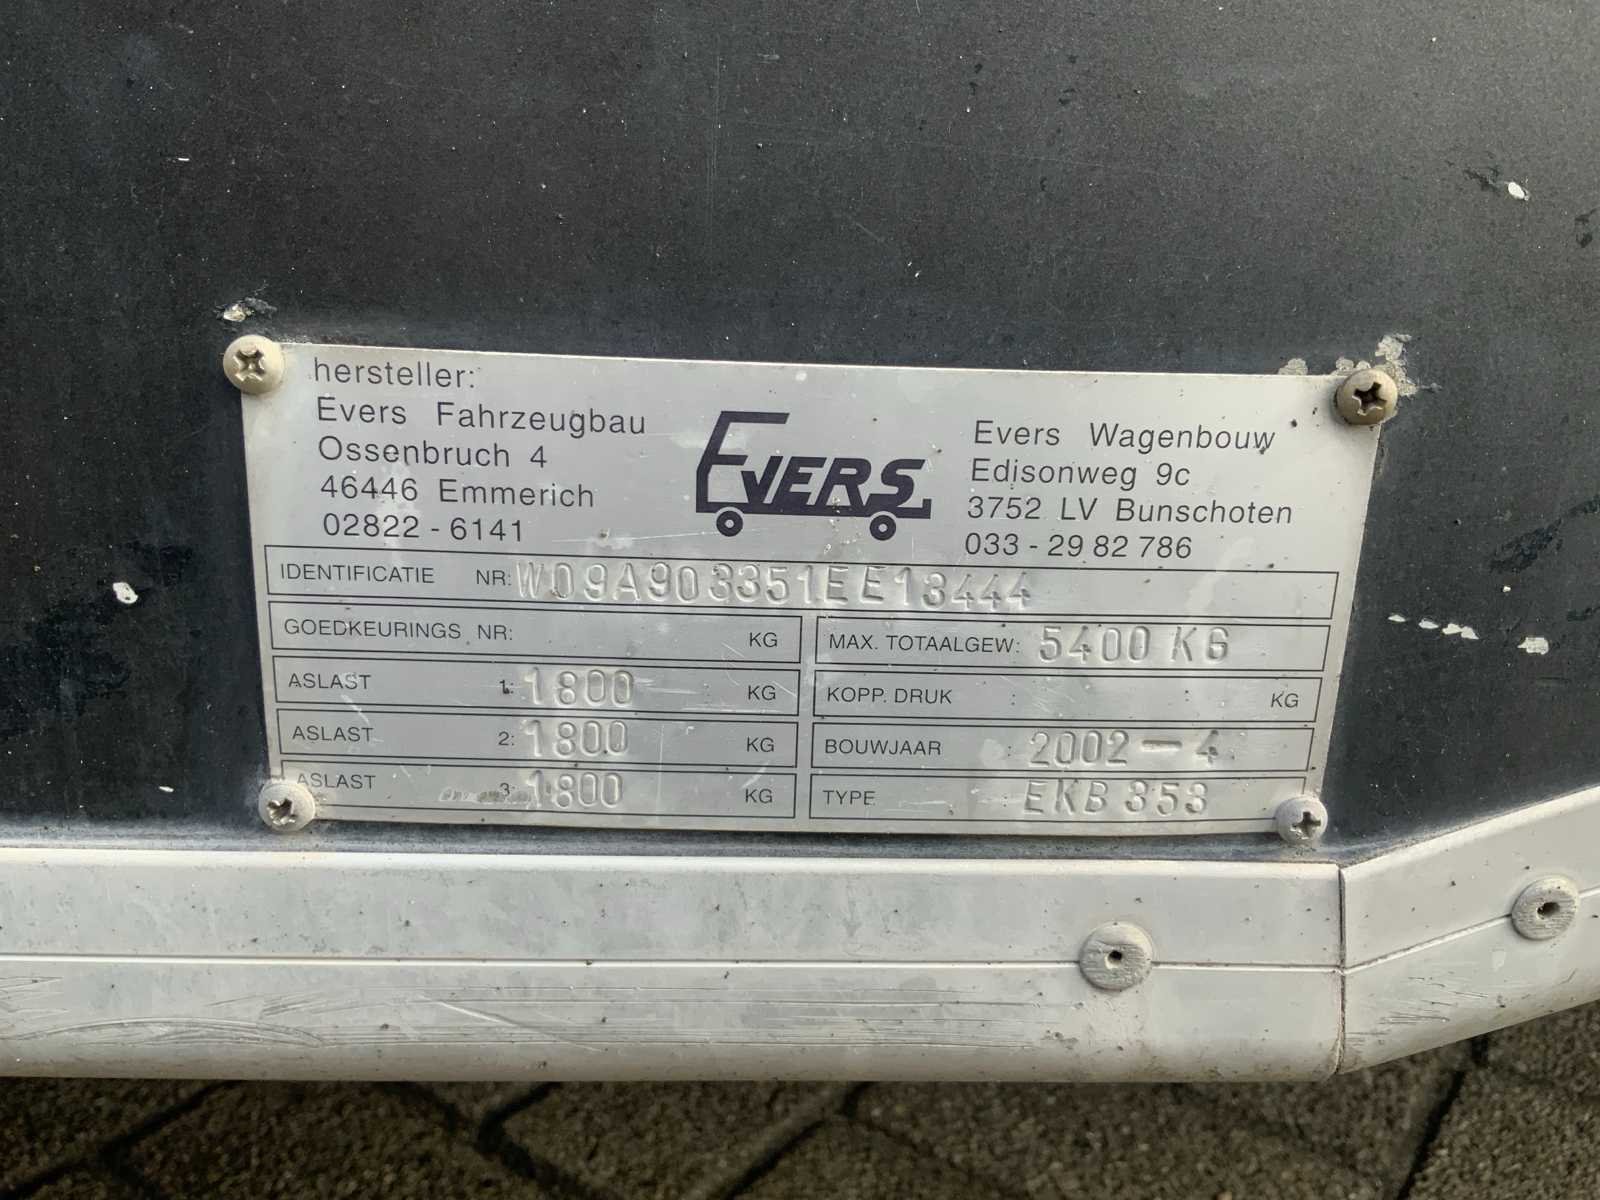 hersteller:
Evers Fahrzeugbau
Ossenbruch 4
46446 Emmerich
02822 - 6141
EVERS
Evers Wagenbouw
Edisonweg 9c
3752 LV Bunschoten
033 - 29 82 786
IDENTIFICATIE NR: W09A903351EE13444
GOEDKEURINGS NR: KG
MAX. TOTAALGEW: 5400 KG
ASLAST 1: 1800 KG
KOPP. DRUK : KG
ASLAST 2: 1800 KG
BOUWJAAR : 2002 - 4
ASLAST 3: 1800 KG
TYPE : EKB 353